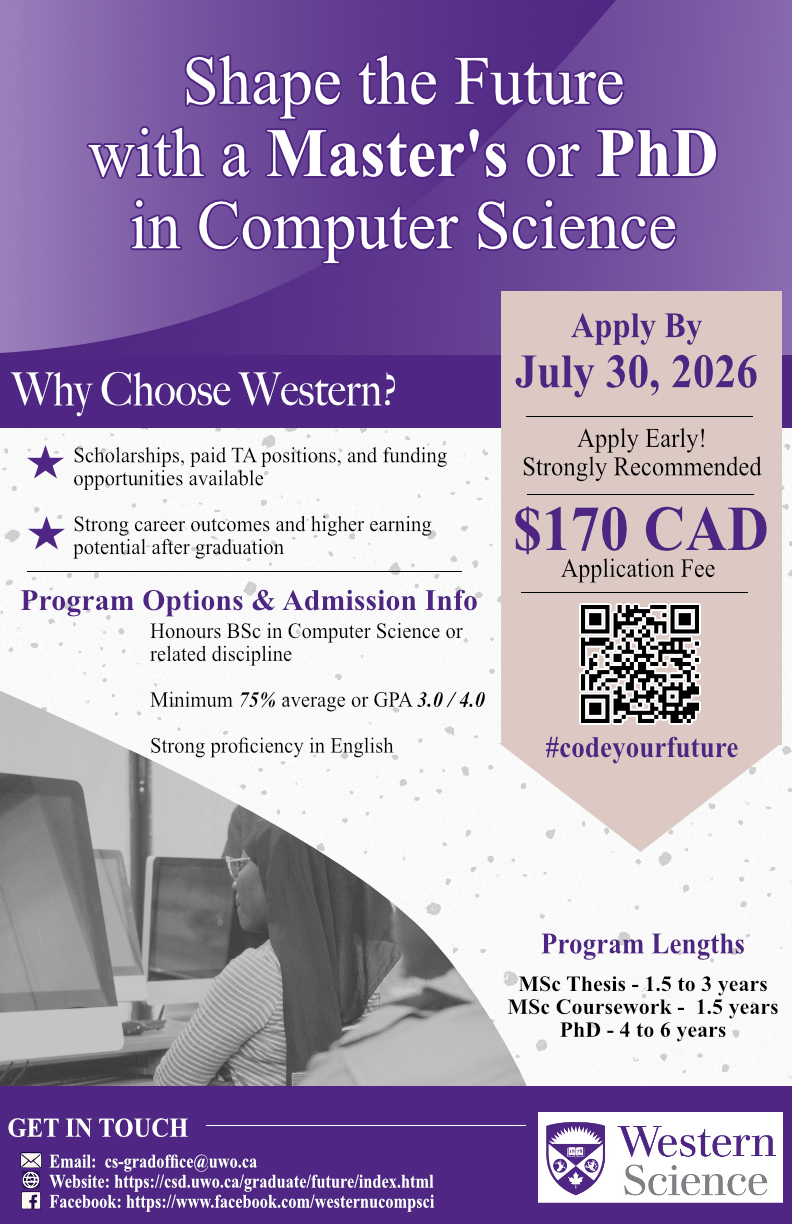 Shape the Future
with a Master's or PhD
in Computer Science
Apply By
July 30, 2026
Apply Early!
Strongly Recommended
$170 CAD
Application Fee
#codeyourfuture
Why Choose Western?
Scholarships, paid TA positions, and funding
opportunities available
Strong career outcomes and higher earning
potential after graduation
Program Options & Admission Info
Honours BSc in Computer Science or
related discipline
Minimum 75% average or GPA 3.0 / 4.0
Strong proficiency in English
Program Lengths
MSc Thesis - 1.5 to 3 years
MSc Coursework - 1.5 years
PhD - 4 to 6 years
GET IN TOUCH
Email: cs-gradoffice@uwo.ca
Website: https://csd.uwo.ca/graduate/future/index.html
Facebook: https://www.facebook.com/westernucompsci
Western
Science